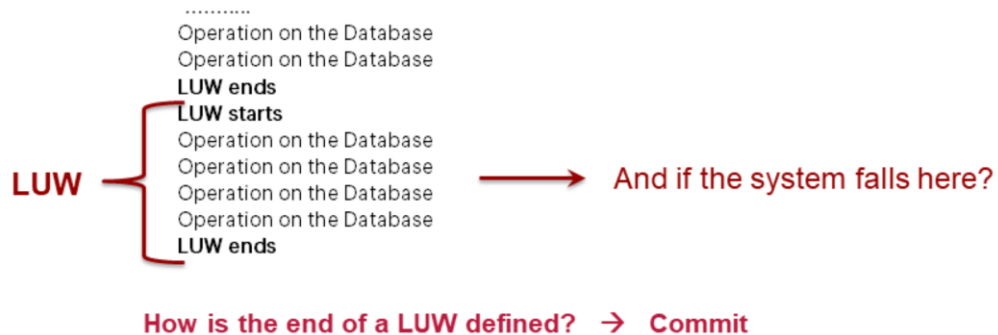 ...........
Operation on the Database
Operation on the Database
LUW ends
LUW starts
Operation on the Database
Operation on the Database
LUW
Operation on the Database
And if the system falls here?
Operation on the Database
LUW ends
How is the end of a LUW defined? → Commit